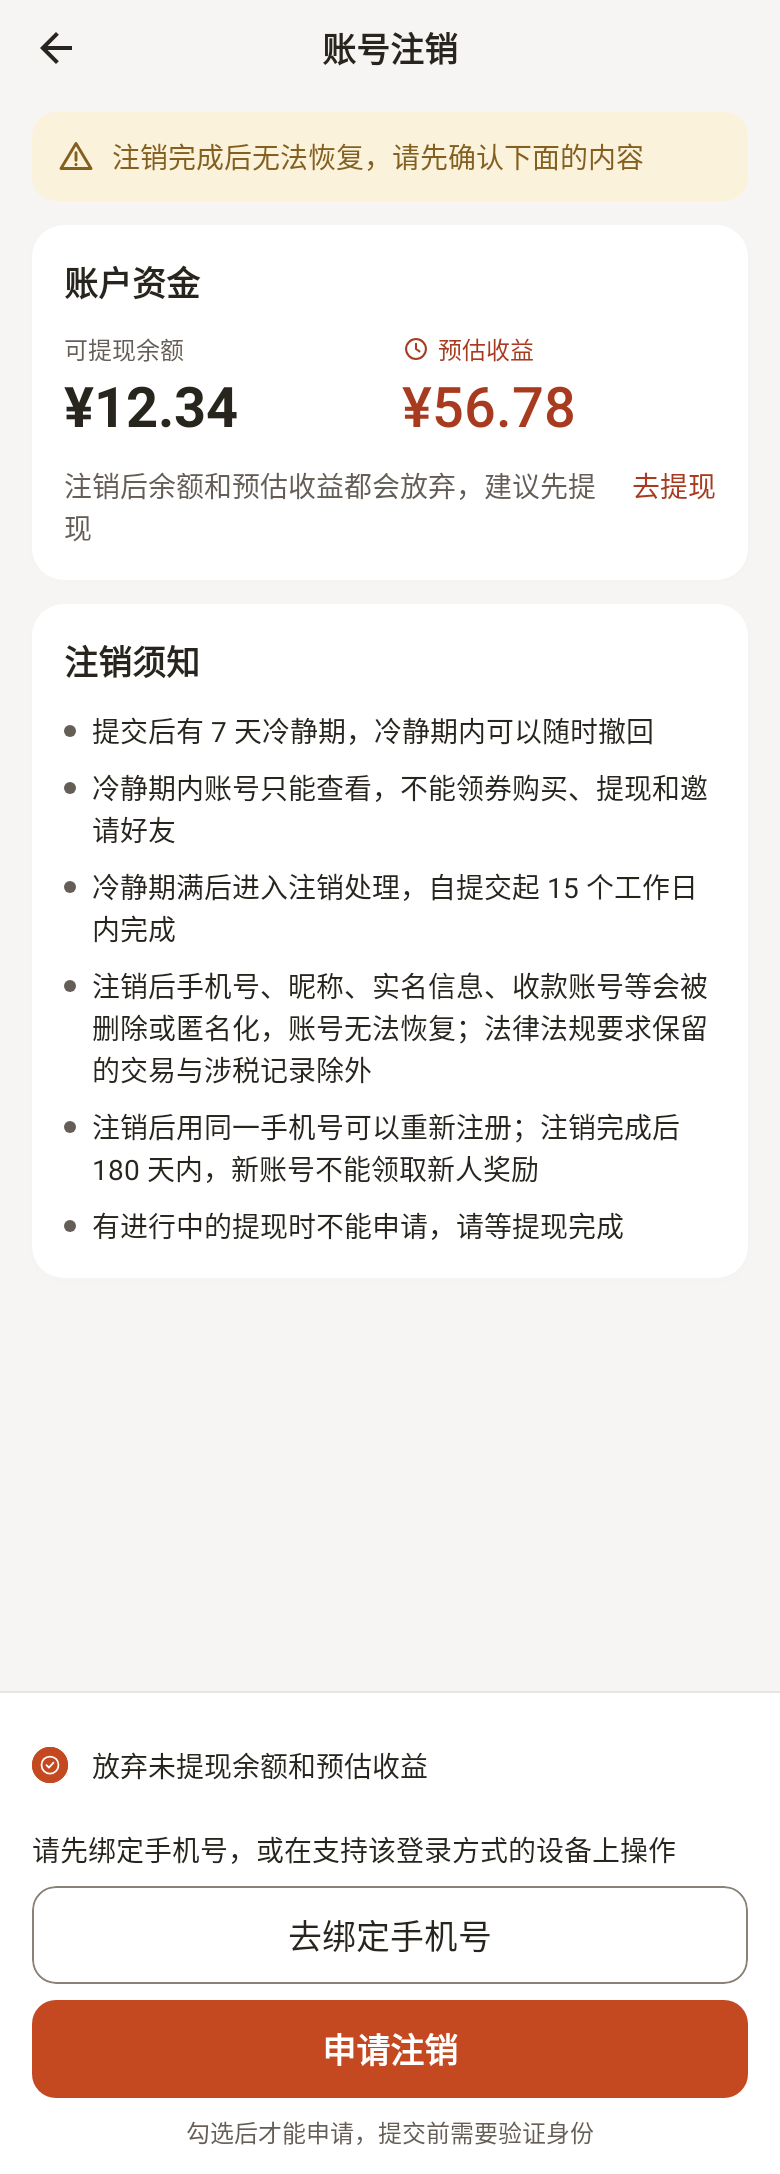 账号注销
注销完成后无法恢复，请先确认下面的内容
账户资金
可提现余额
预估收益
¥12.34
¥56.78
注销后余额和预估收益都会放弃，建议先提
现
去提现
注销须知
提交后有 7 天冷静期，冷静期内可以随时撤回
冷静期内账号只能查看，不能领券购买、提现和邀
请好友
冷静期满后进入注销处理，自提交起 15 个工作日
内完成
注销后手机号、昵称、实名信息、收款账号等会被
删除或匿名化，账号无法恢复；法律法规要求保留
的交易与涉税记录除外
注销后用同一手机号可以重新注册；注销完成后
180 天内，新账号不能领取新人奖励
有进行中的提现时不能申请，请等提现完成
放弃未提现余额和预估收益
请先绑定手机号，或在支持该登录方式的设备上操作
去绑定手机号
申请注销
勾选后才能申请，提交前需要验证身份